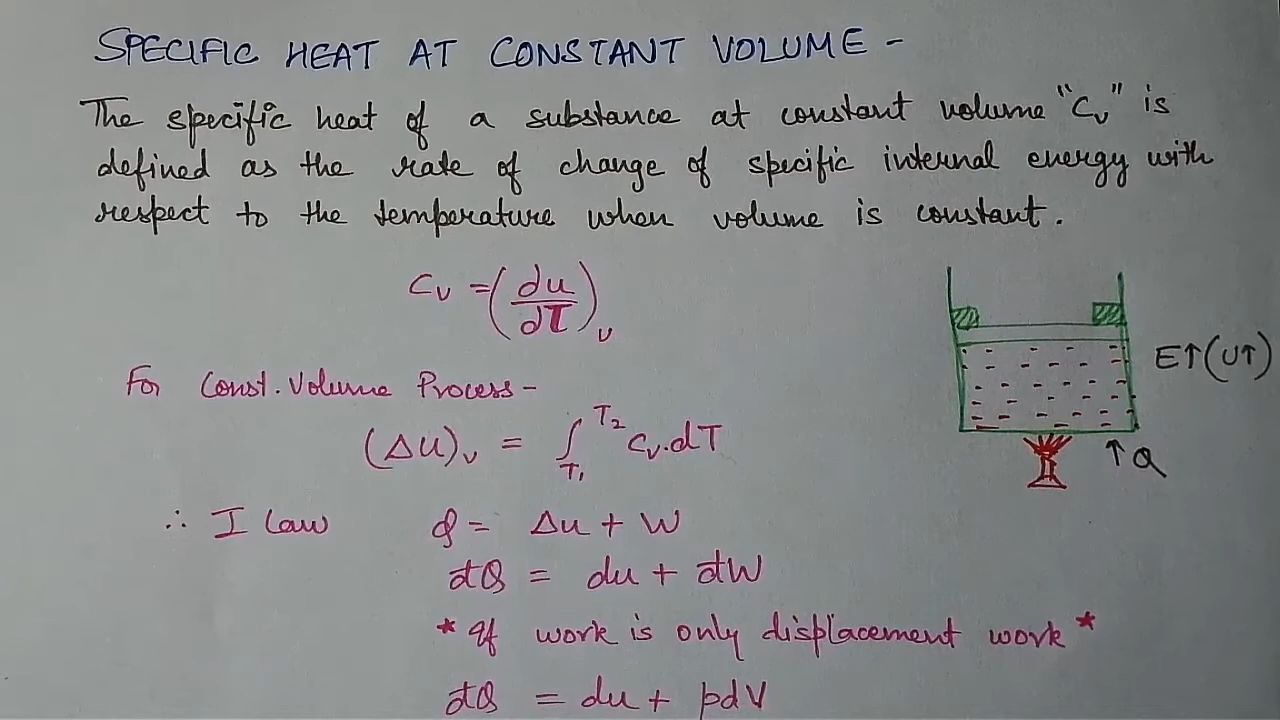 SPECIFIC HEAT AT CONSTANT VOLUME -
The specific heat of a substance at constant volume "Cv" is
defined as the rate of change of specific internal energy with
respect to the temperature when volume is constant.
Cv = (du/dT)v
E↑(U↑)
For Const. Volume Process -
(Δu)v = ∫T1^T2 Cv.dT
↑Q
∴ I law Q = Δu + W
đQ = du + đW
* If work is only displacement work *
đQ = du + pdV